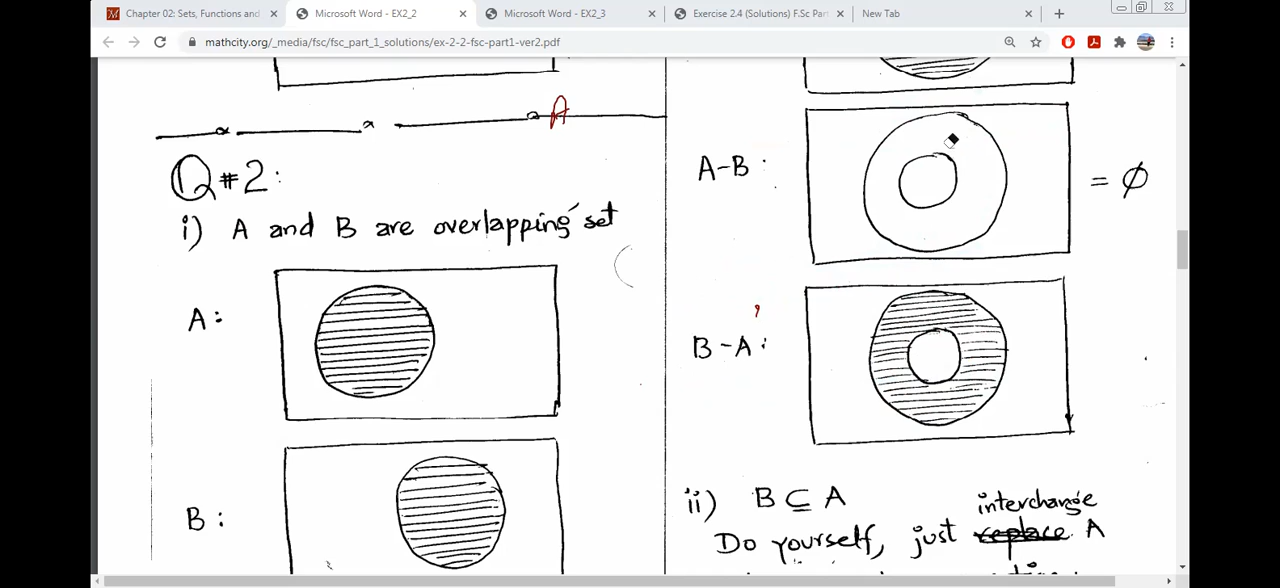 Chapter 02: Sets, Functions and
Microsoft Word - EX2_2
Microsoft Word - EX2_3
Exercise 2.4 (Solutions) F.Sc Part
New Tab
mathcity.org/_media/fsc/fsc_part_1_solutions/ex-2-2-fsc-part1-ver2.pdf
A
Q#2:
i) A and B are overlapping set
A:
B:
A-B:
= ∅
B-A:
ii) B ⊆ A
interchange
Do yourself, just replace A